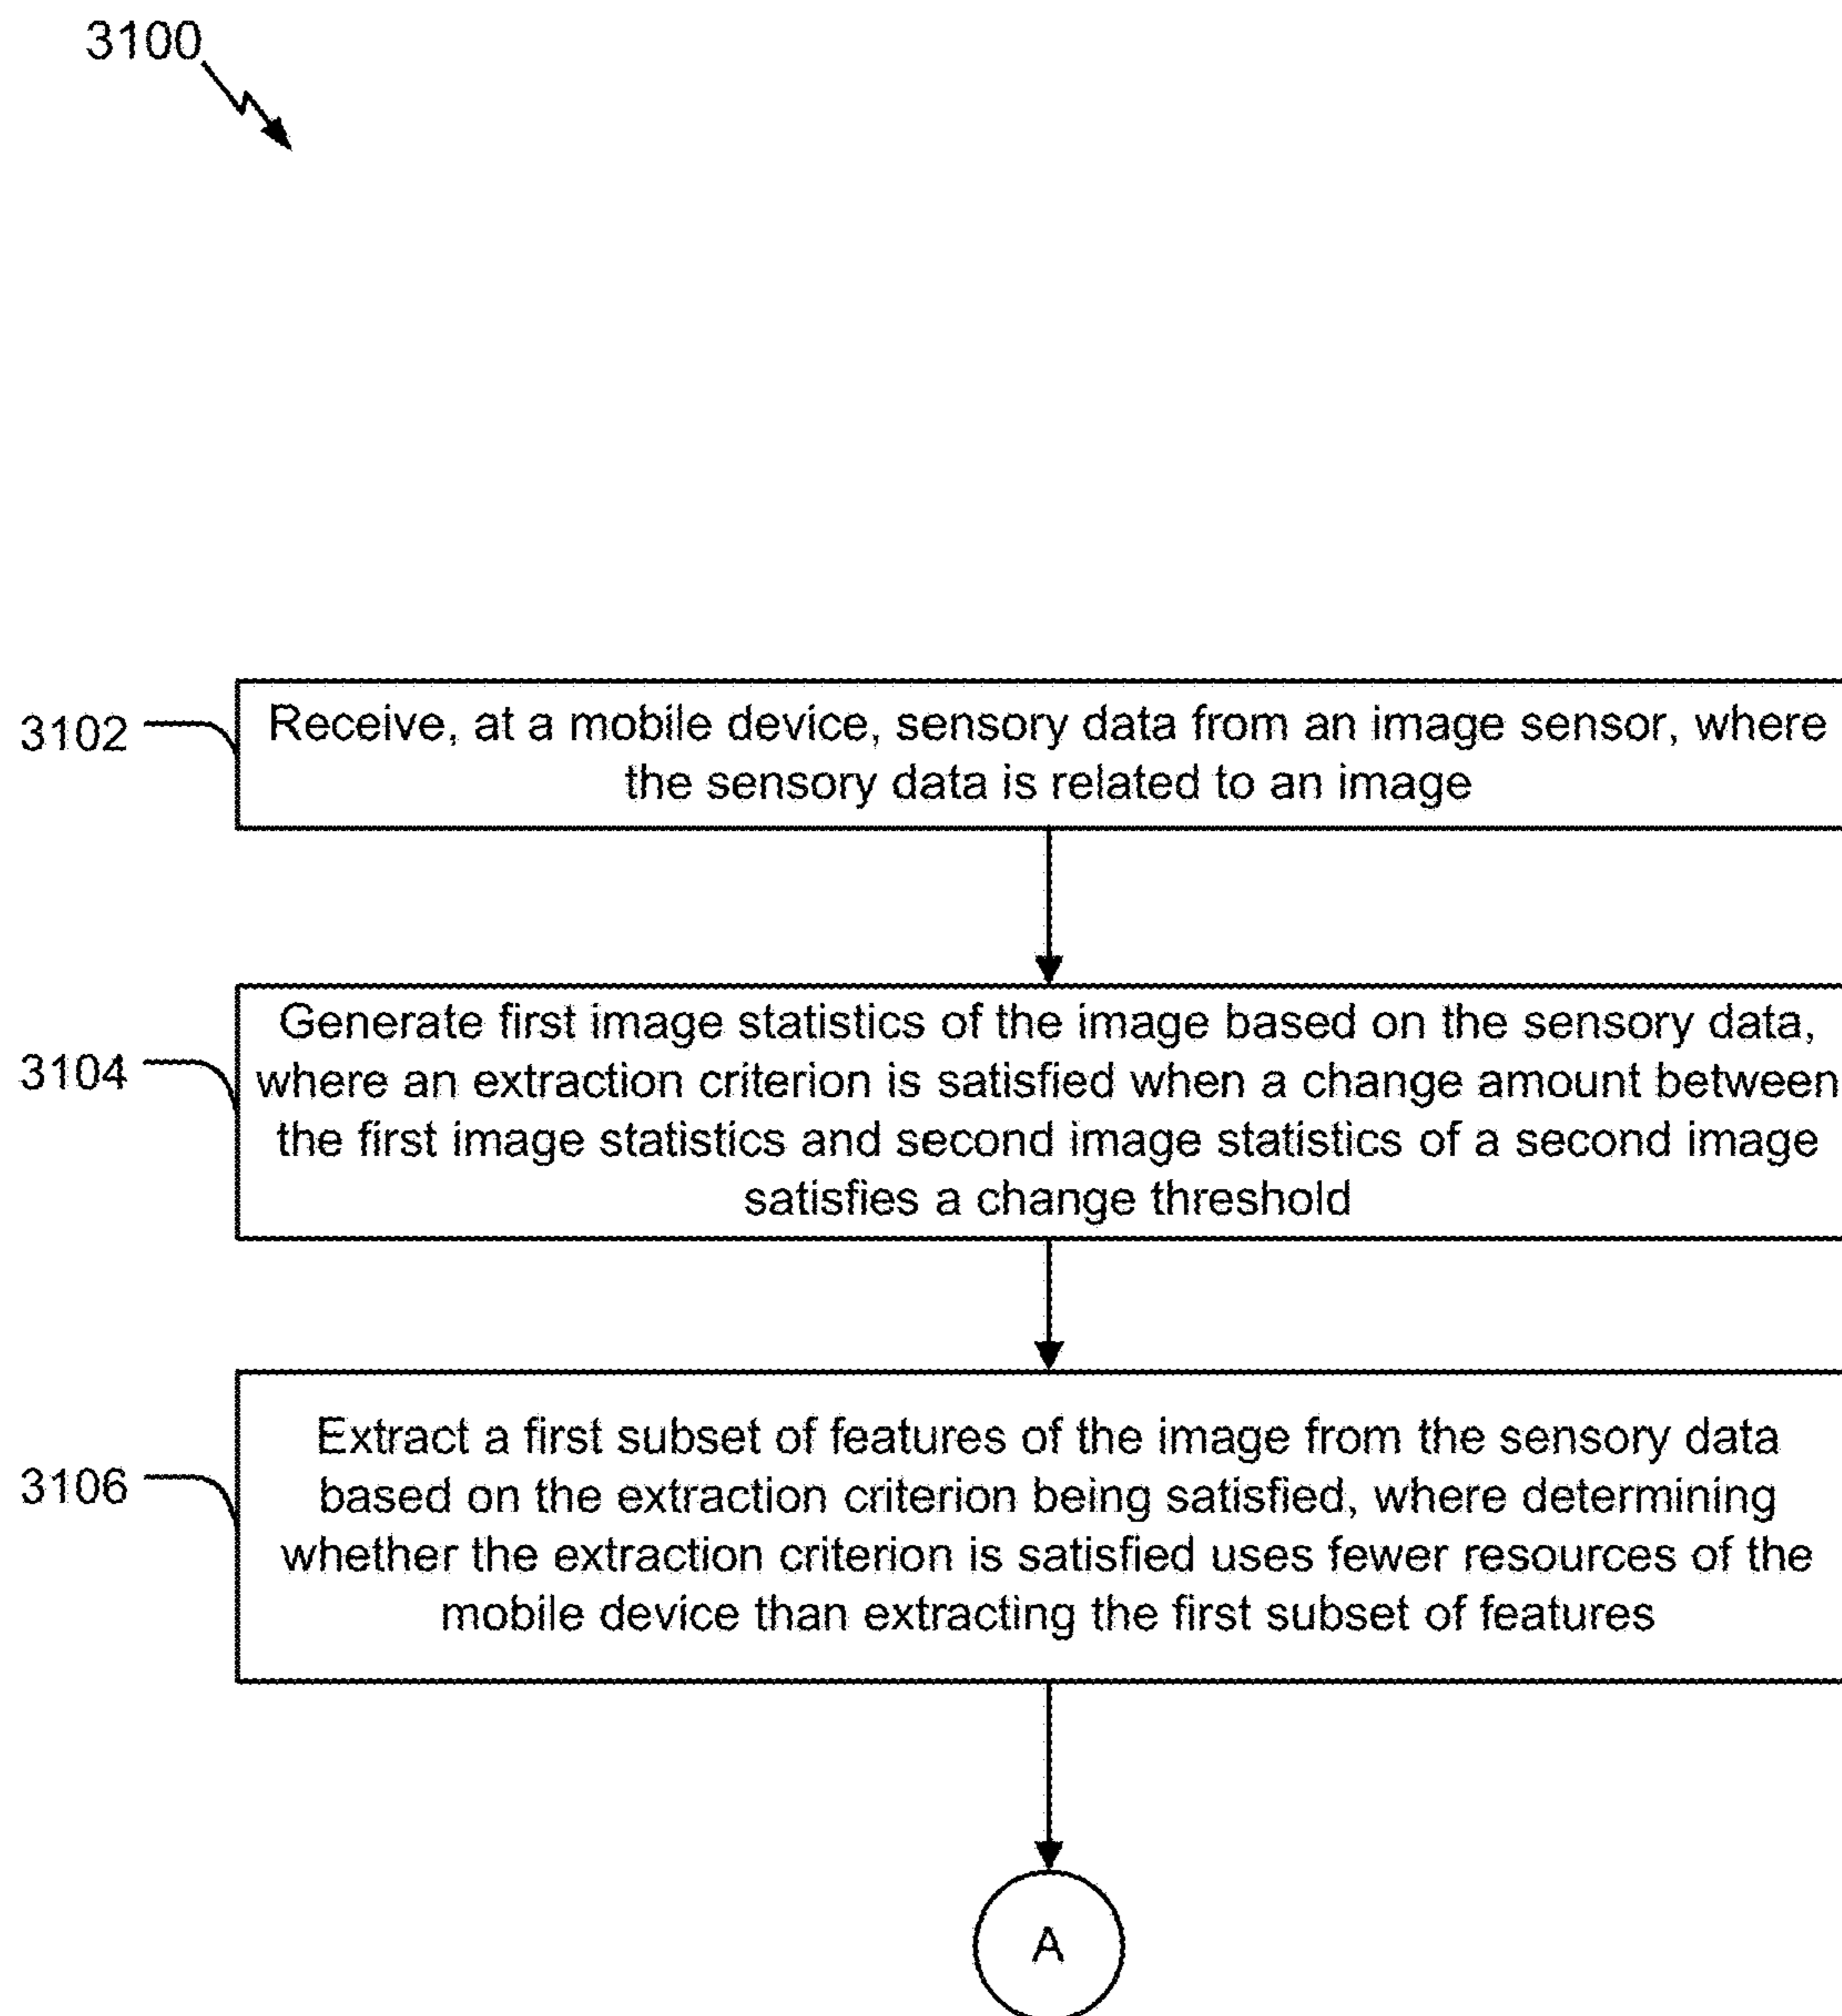 3100
3102
Receive, at a mobile device, sensory data from an image sensor, where
the sensory data is related to an image
3104
Generate first image statistics of the image based on the sensory data,
where an extraction criterion is satisfied when a change amount between
the first image statistics and second image statistics of a second image
satisfies a change threshold
3106
Extract a first subset of features of the image from the sensory data
based on the extraction criterion being satisfied, where determining
whether the extraction criterion is satisfied uses fewer resources of the
mobile device than extracting the first subset of features
A